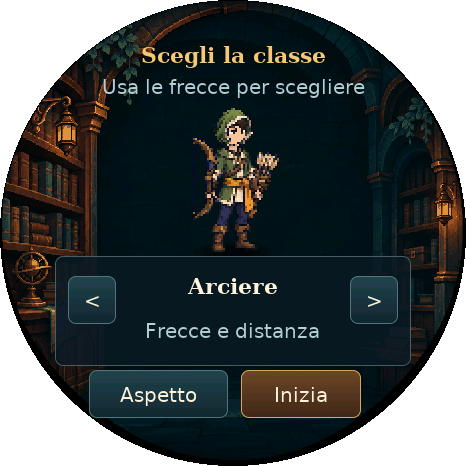 Scegli la classe
Usa le frecce per scegliere
<
Arciere
>
Frecce e distanza
Aspetto
Inizia